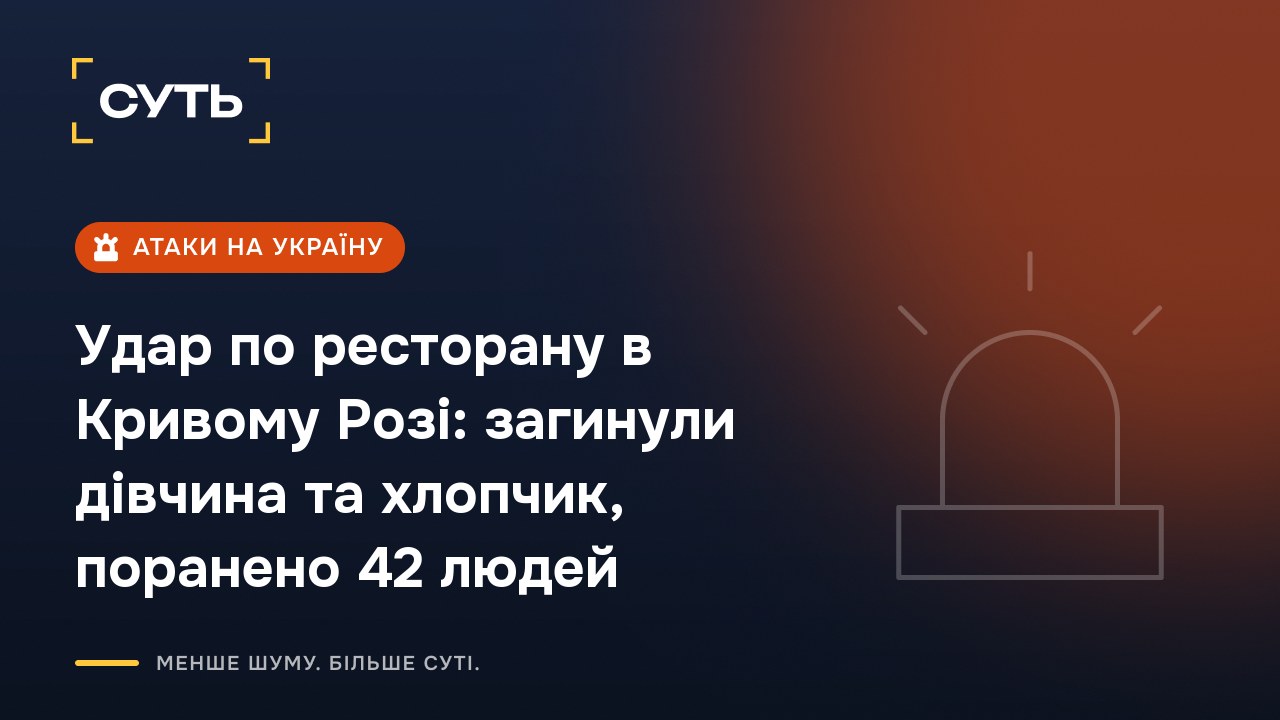 СУТЬ
АТАКИ НА УКРАЇНУ
Удар по ресторану в
Кривому Розі: загинули
дівчина та хлопчик,
поранено 42 людей
МЕНШЕ ШУМУ. БІЛЬШЕ СУТІ.